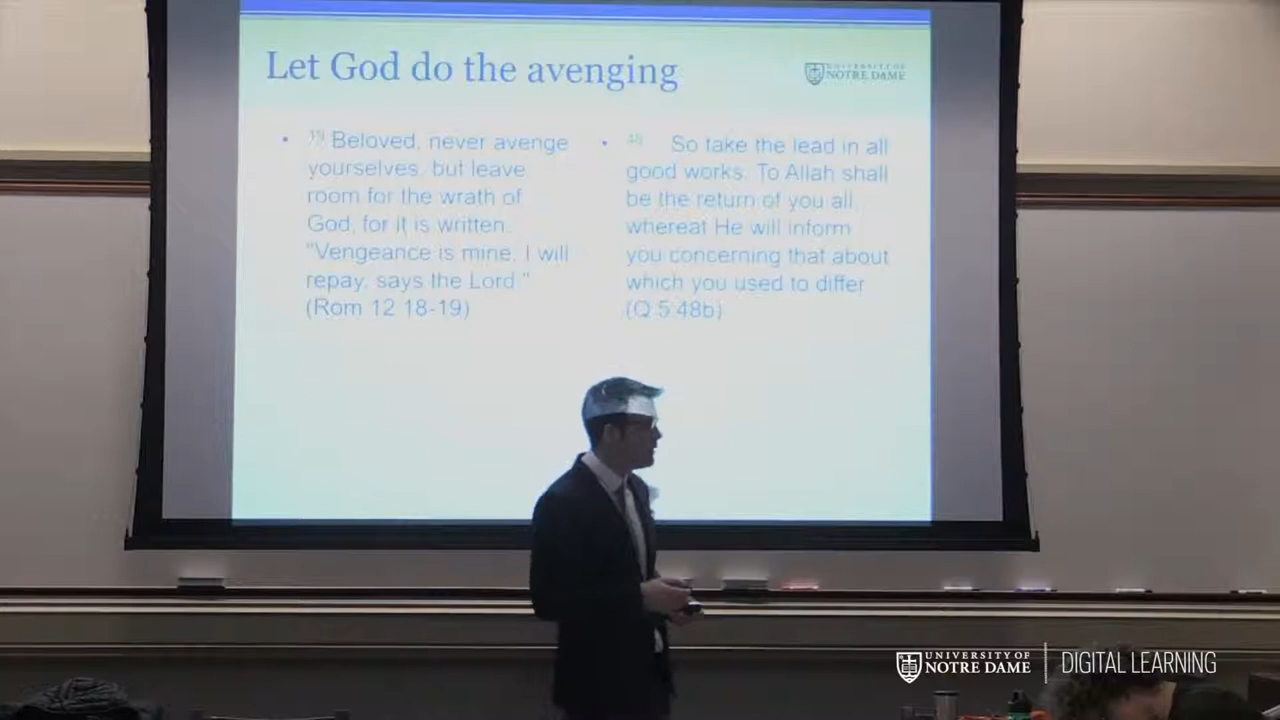 Let God do the avenging
UNIVERSITY OF
NOTRE DAME
• 19 Beloved, never avenge
yourselves, but leave
room for the wrath of
God, for it is written,
"Vengeance is mine, I will
repay, says the Lord."
(Rom 12 18-19)
• 48 So take the lead in all
good works. To Allah shall
be the return of you all,
whereat He will inform
you concerning that about
which you used to differ
(Q 5:48b)
UNIVERSITY OF
NOTRE DAME
DIGITAL LEARNING